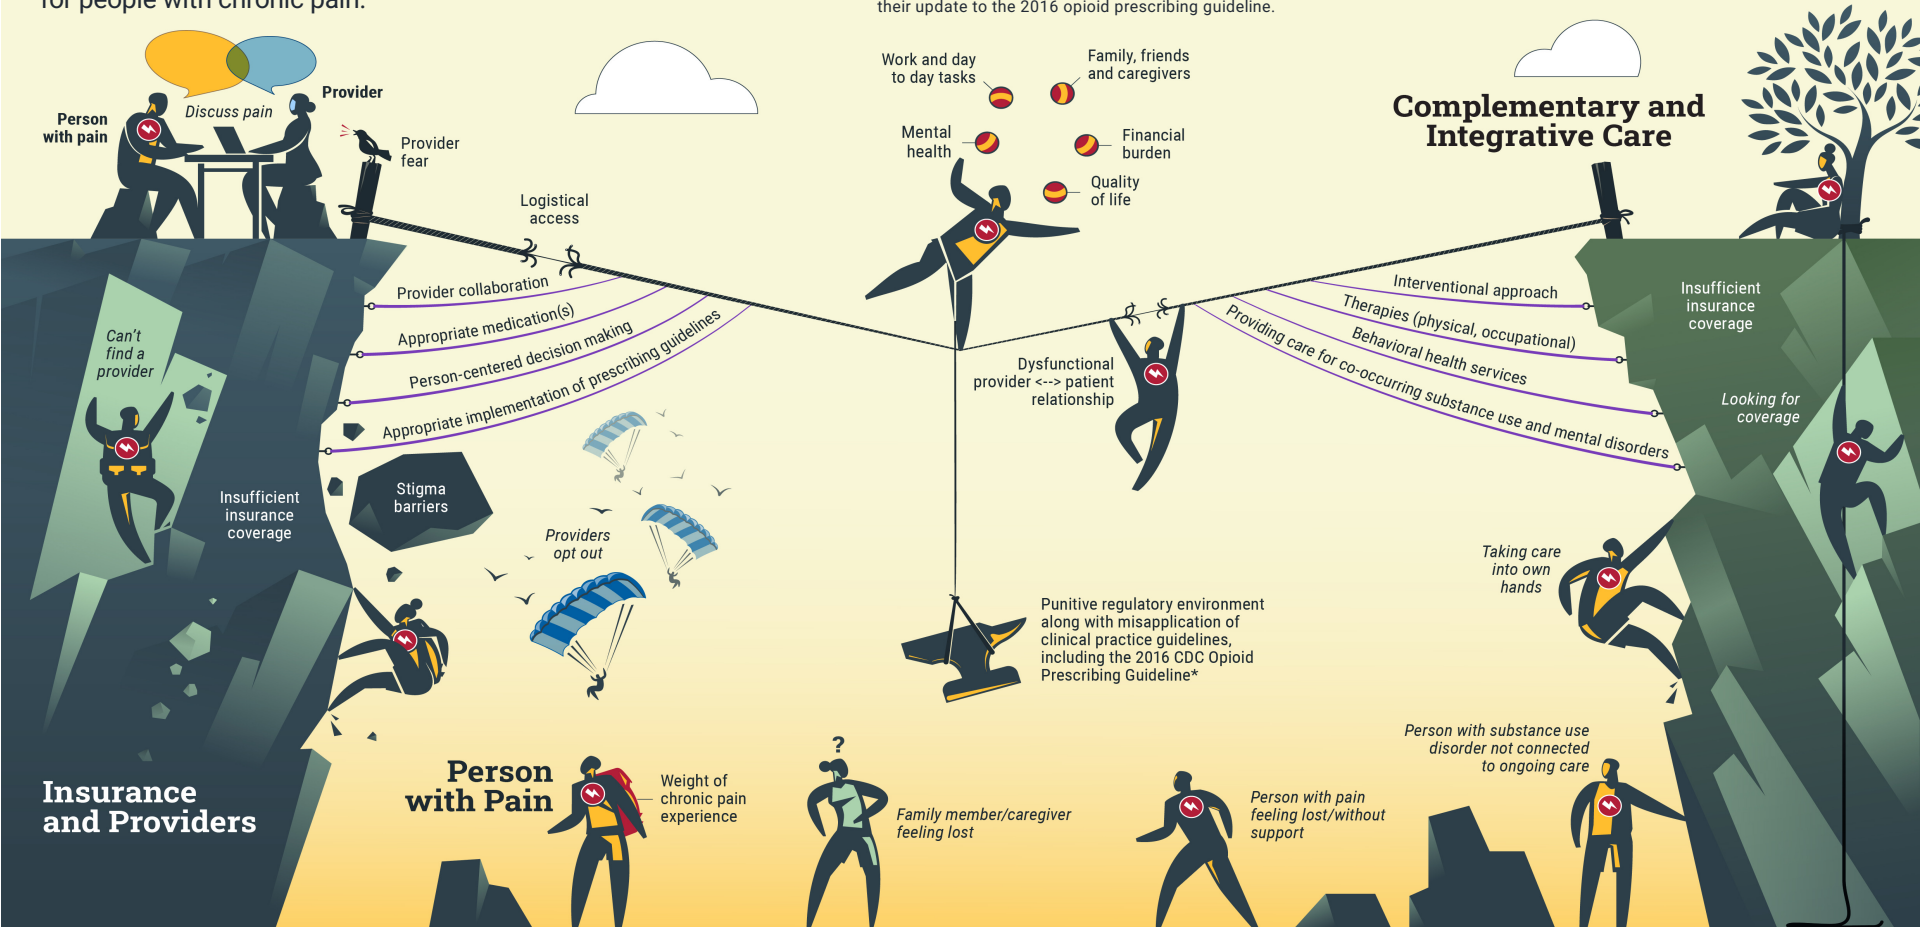 for people with chronic pain.
their update to the 2016 opioid prescribing guideline.
Person
with pain
Discuss pain
Provider
Provider
fear
Logistical
access
Work and day
to day tasks
Family, friends
and caregivers
Mental
health
Financial
burden
Quality
of life
Complementary and
Integrative Care
Provider collaboration
Appropriate medication(s)
Person-centered decision making
Appropriate implementation of prescribing guidelines
Interventional approach
Therapies (physical, occupational)
Behavioral health services
Providing care for co-occurring substance use and mental disorders
Can't
find a
provider
Insufficient
insurance
coverage
Stigma
barriers
Providers
opt out
Dysfunctional
provider <--> patient
relationship
Insufficient
insurance
coverage
Looking for
coverage
Taking care
into own
hands
Punitive regulatory environment
along with misapplication of
clinical practice guidelines,
including the 2016 CDC Opioid
Prescribing Guideline*
Insurance
and Providers
Person
with Pain
Weight of
chronic pain
experience
?
Family member/caregiver
feeling lost
Person with pain
feeling lost/without
support
Person with substance use
disorder not connected
to ongoing care